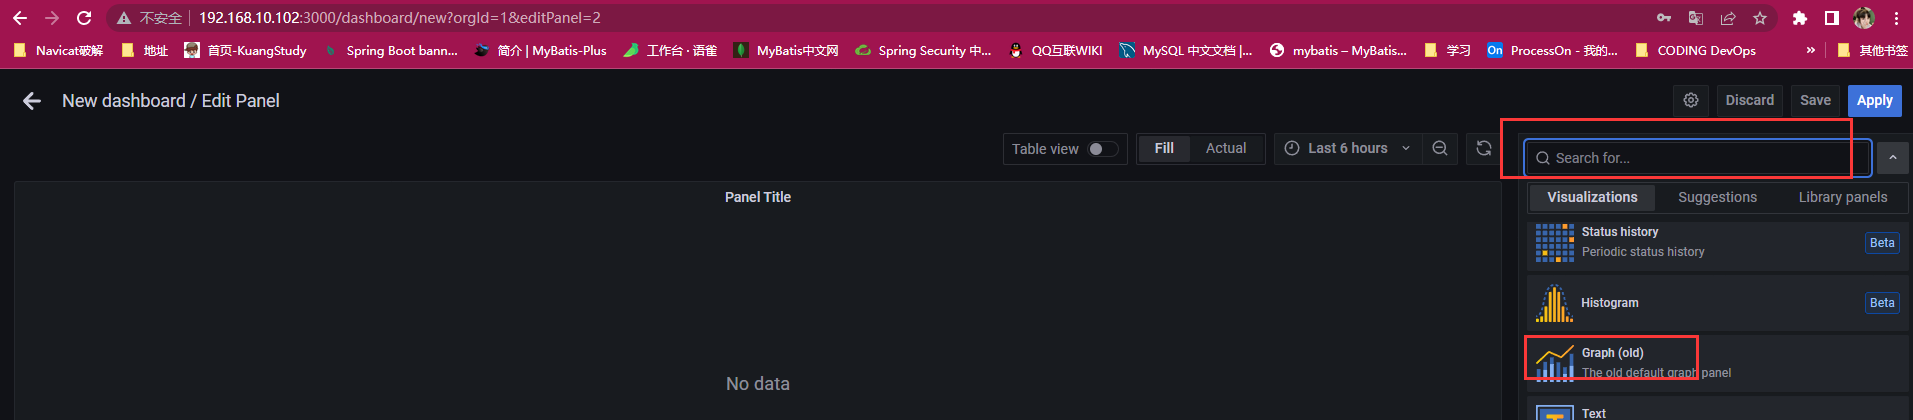 不安全 192.168.10.102:3000/dashboard/new?orgId=1&editPanel=2
Navicat破解 地址 首页-KuangStudy Spring Boot bann... 简介 | MyBatis-Plus 工作台 · 语雀 MyBatis中文网 Spring Security 中... QQ互联WIKI MySQL 中文文档 |... mybatis – MyBatis... 学习 On ProcessOn - 我的... CODING DevOps » 其他书签
New dashboard / Edit Panel Discard Save Apply
Table view Fill Actual Last 6 hours
Search for...
Panel Title
Visualizations Suggestions Library panels
Status history
Periodic status history
Beta
Histogram Beta
Graph (old)
The old default graph panel
No data
Text